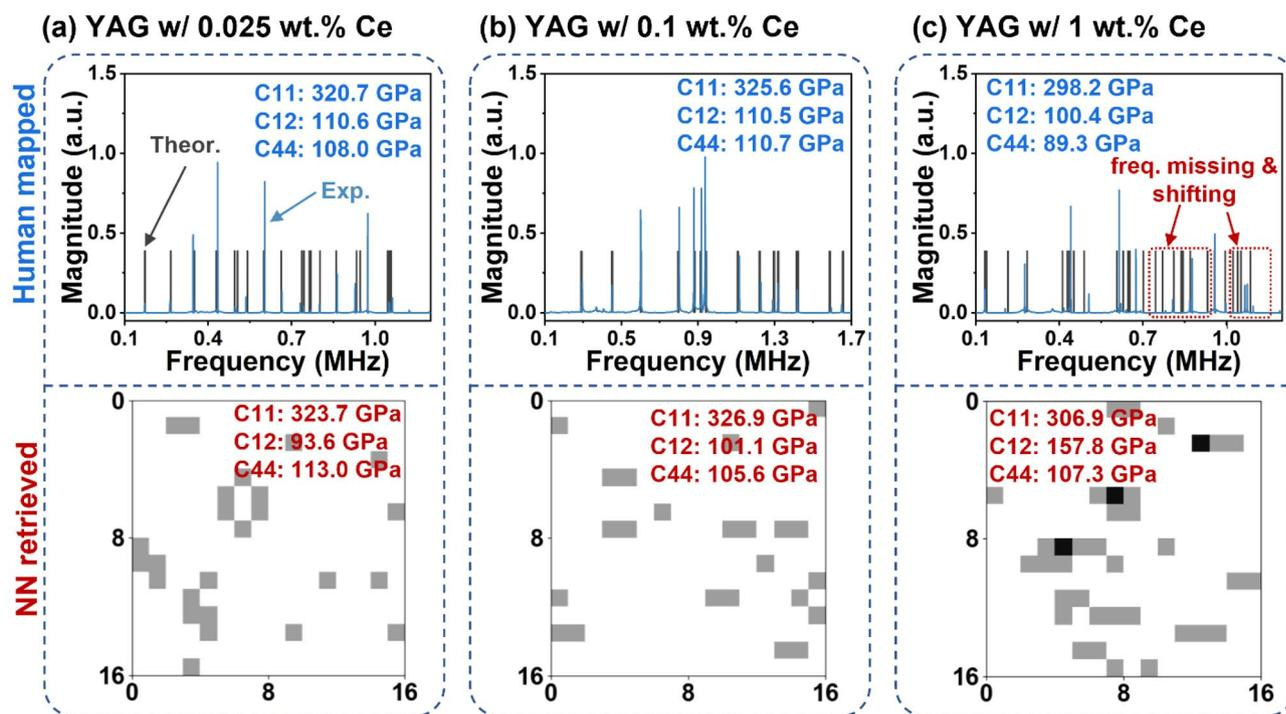 (a) YAG w/ 0.025 wt.% Ce
(b) YAG w/ 0.1 wt.% Ce
(c) YAG w/ 1 wt.% Ce
Human mapped
Magnitude (a.u.)
1.5
1.0
0.5
0.0
C11: 320.7 GPa
C12: 110.6 GPa
C44: 108.0 GPa
Theor.
Exp.
0.1 0.4 0.7 1.0
Frequency (MHz)
Magnitude (a.u.)
1.5
1.0
0.5
0.0
C11: 325.6 GPa
C12: 110.5 GPa
C44: 110.7 GPa
0.1 0.5 0.9 1.3 1.7
Frequency (MHz)
Magnitude (a.u.)
1.5
1.0
0.5
0.0
C11: 298.2 GPa
C12: 100.4 GPa
C44: 89.3 GPa
freq. missing &
shifting
0.1 0.4 0.7 1.0
Frequency (MHz)
NN retrieved
0
8
16
C11: 323.7 GPa
C12: 93.6 GPa
C44: 113.0 GPa
0 8 16
0
8
16
C11: 326.9 GPa
C12: 101.1 GPa
C44: 105.6 GPa
0 8 16
0
8
16
C11: 306.9 GPa
C12: 157.8 GPa
C44: 107.3 GPa
0 8 16